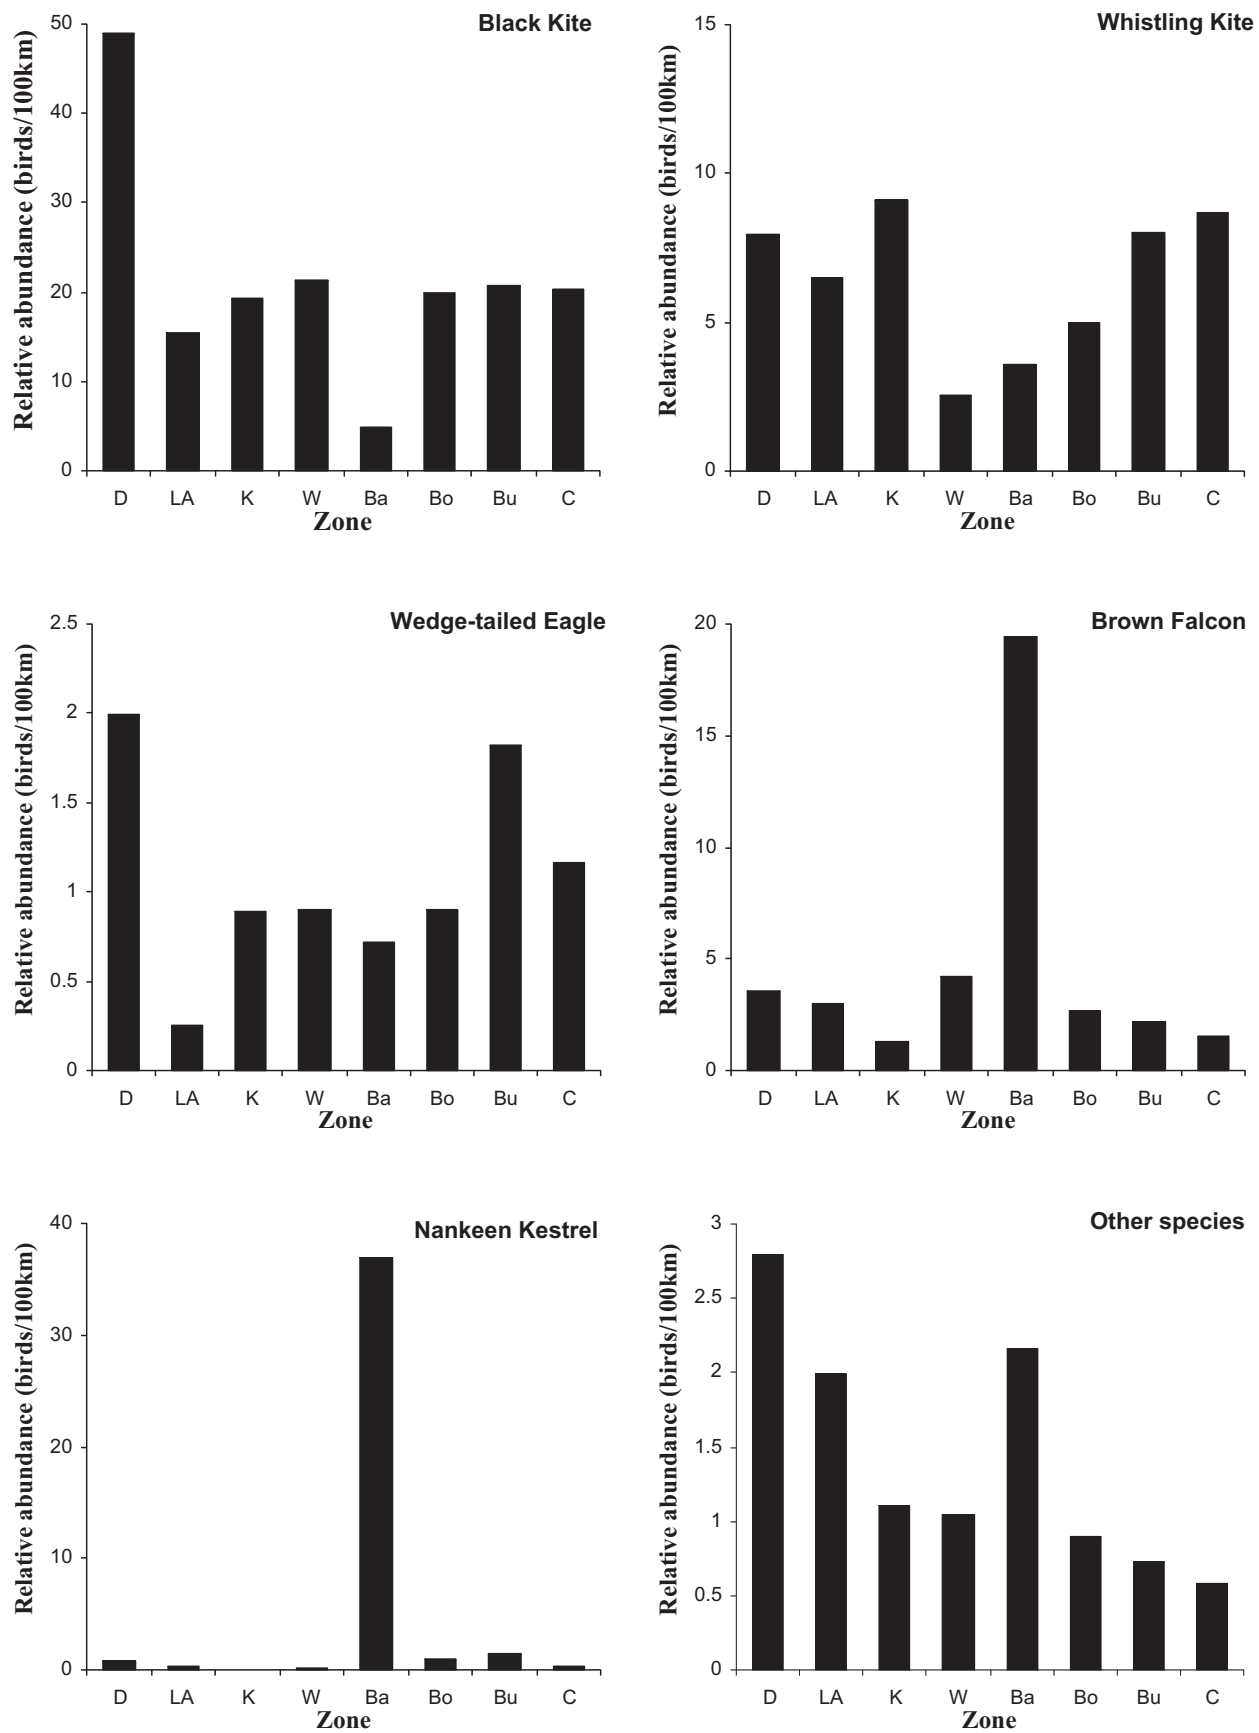 Black Kite
Relative abundance (birds/100km)
50
40
30
20
10
0
D LA K W Ba Bo Bu C
Zone
Whistling Kite
Relative abundance (birds/100km)
15
10
5
0
D LA K W Ba Bo Bu C
Zone
Wedge-tailed Eagle
Relative abundance (birds/100km)
2.5
2
1.5
1
0.5
0
D LA K W Ba Bo Bu C
Zone
Brown Falcon
Relative abundance (birds/100km)
20
15
10
5
0
D LA K W Ba Bo Bu C
Zone
Nankeen Kestrel
Relative abundance (birds/100km)
40
30
20
10
0
D LA K W Ba Bo Bu C
Zone
Other species
Relative abundance (birds/100km)
3
2.5
2
1.5
1
0.5
0
D LA K W Ba Bo Bu C
Zone